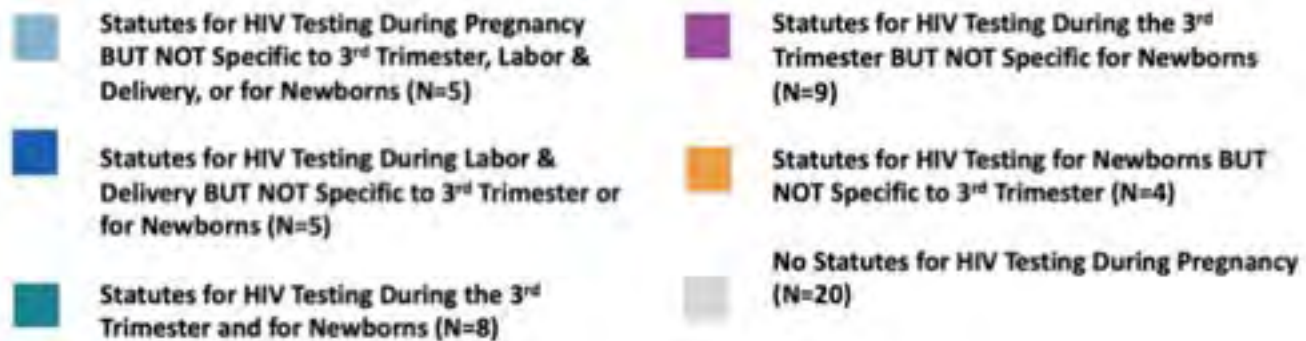 Statutes for HIV Testing During Pregnancy
BUT NOT Specific to 3rd Trimester, Labor &
Delivery, or for Newborns (N=5)
Statutes for HIV Testing During Labor &
Delivery BUT NOT Specific to 3rd Trimester or
for Newborns (N=5)
Statutes for HIV Testing During the 3rd
Trimester and for Newborns (N=8)
Statutes for HIV Testing During the 3rd
Trimester BUT NOT Specific for Newborns
(N=9)
Statutes for HIV Testing for Newborns BUT
NOT Specific to 3rd Trimester (N=4)
No Statutes for HIV Testing During Pregnancy
(N=20)